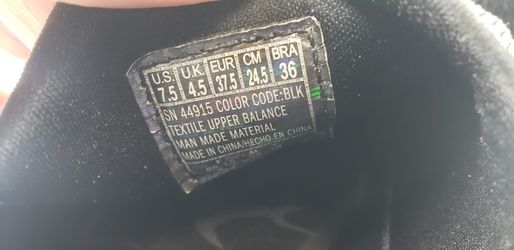 U.S. U.K. EUR CM BRA
7.5 4.5 37.5 24.5 36
SN 44915 COLOR CODE:BLK
TEXTILE UPPER BALANCE
MAN MADE MATERIAL
MADE IN CHINA/HECHO EN CHINA